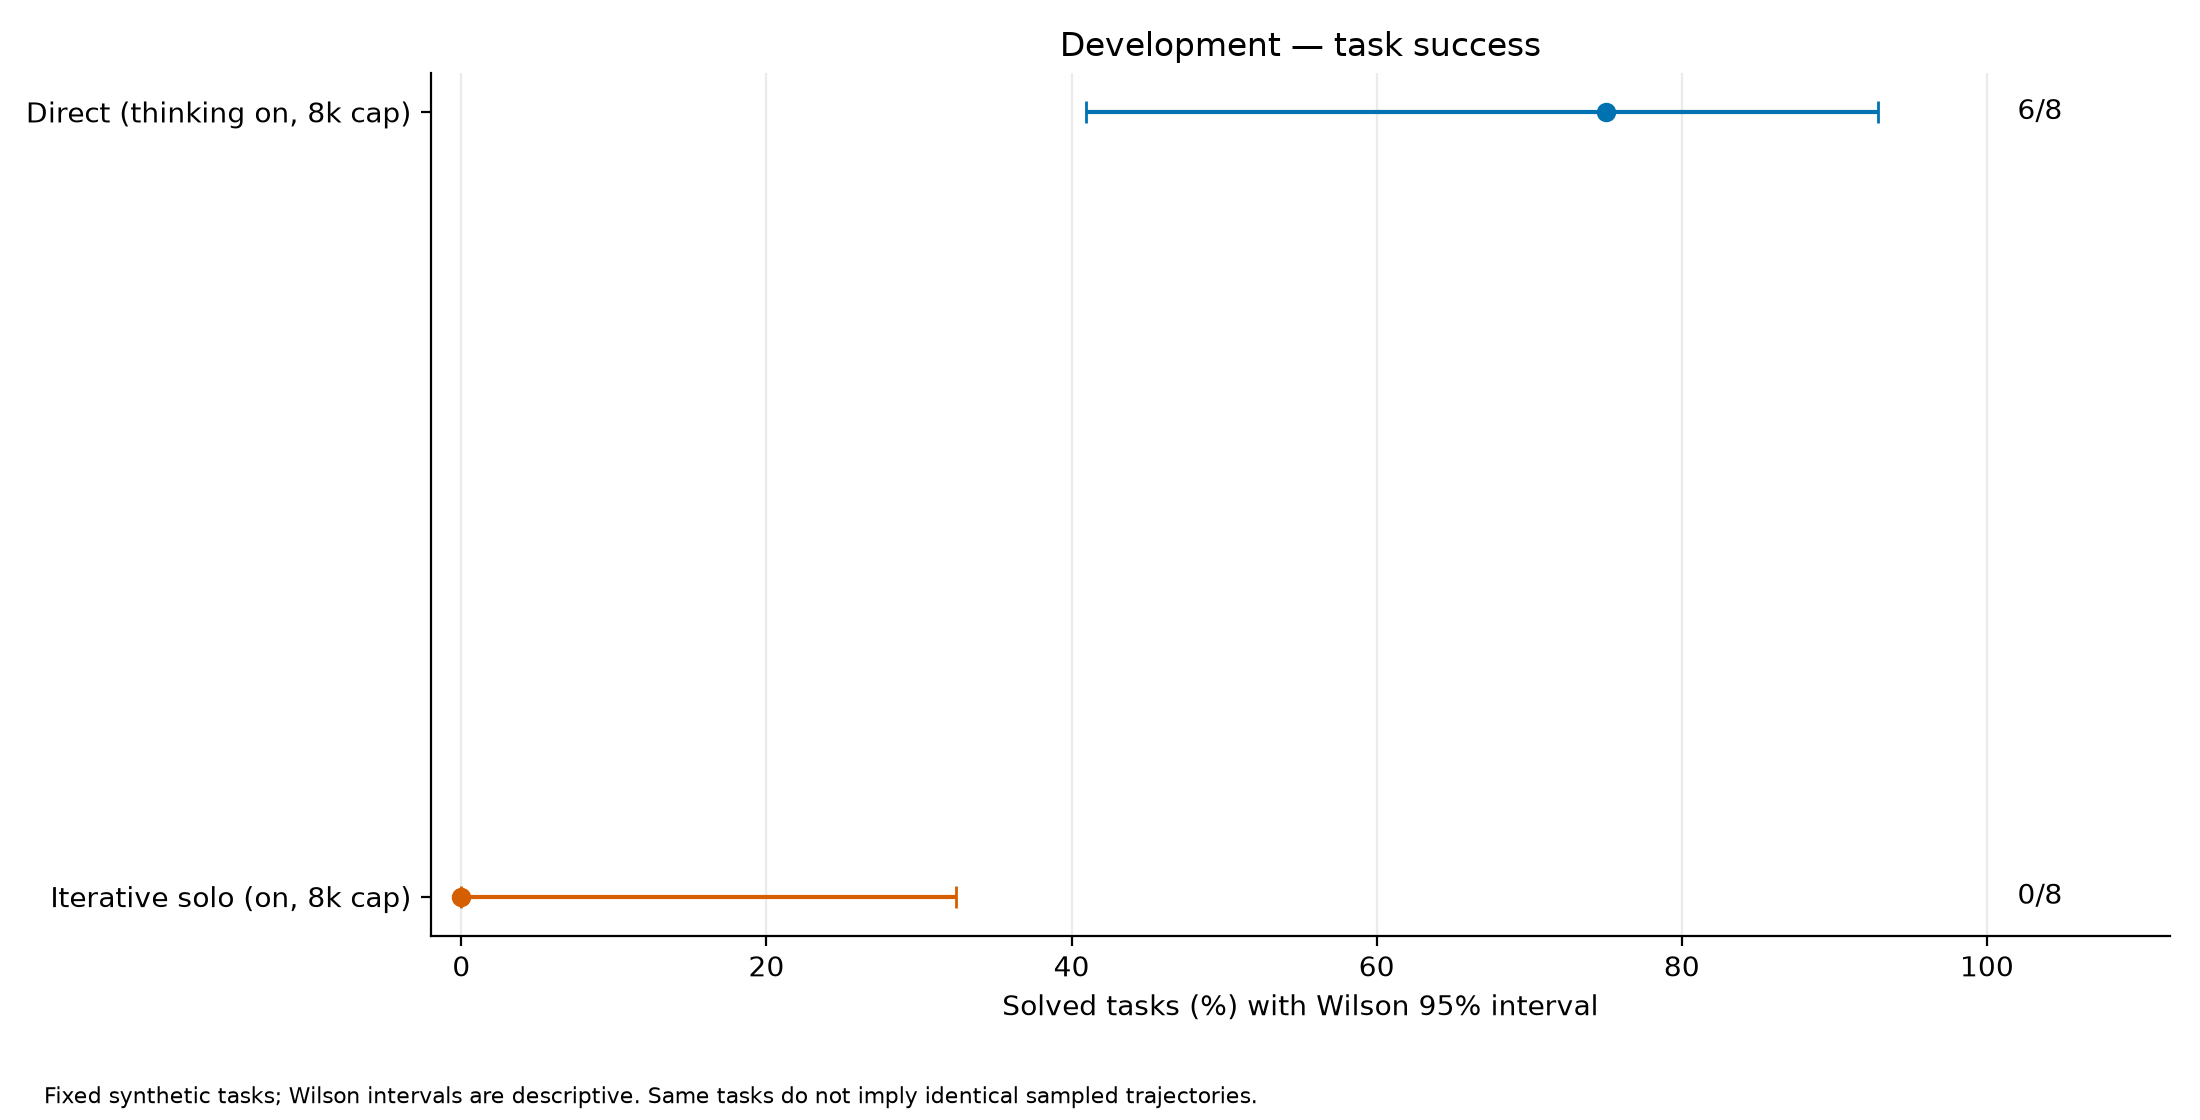 Development — task success
Direct (thinking on, 8k cap)
6/8
Iterative solo (on, 8k cap)
0/8
0 20 40 60 80 100
Solved tasks (%) with Wilson 95% interval
Fixed synthetic tasks; Wilson intervals are descriptive. Same tasks do not imply identical sampled trajectories.